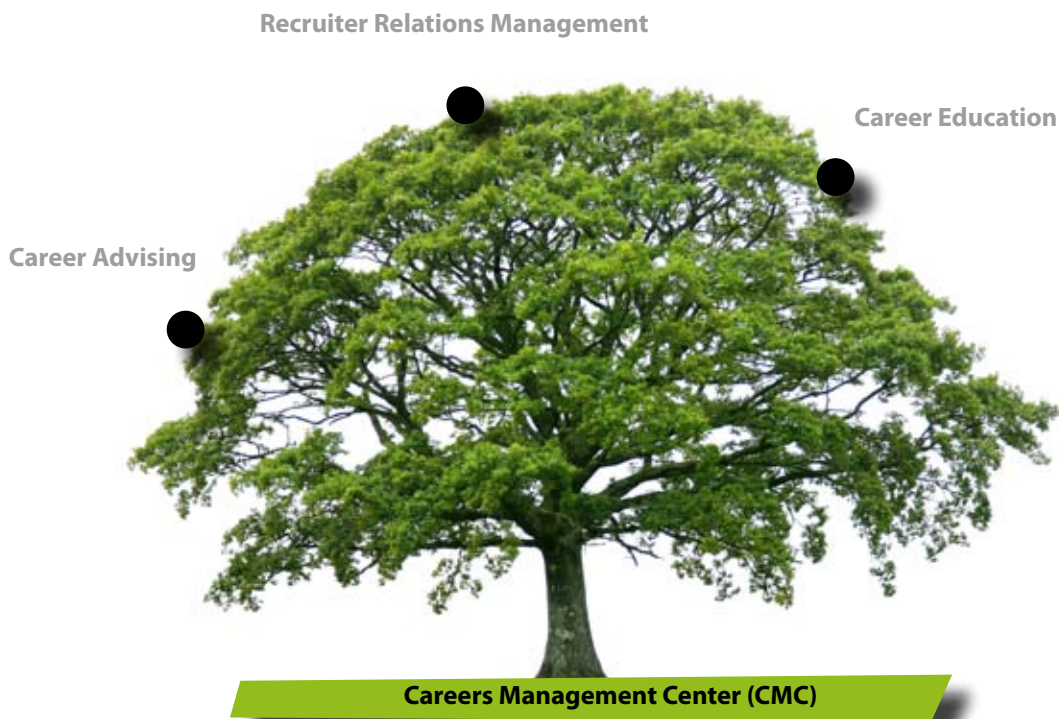 Recruiter Relations Management
Career Education
Career Advising
Careers Management Center (CMC)